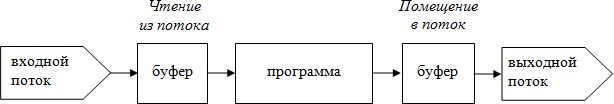 Чтение
из потока
Помещение
в поток
входной
поток
буфер
программа
буфер
выходной
поток